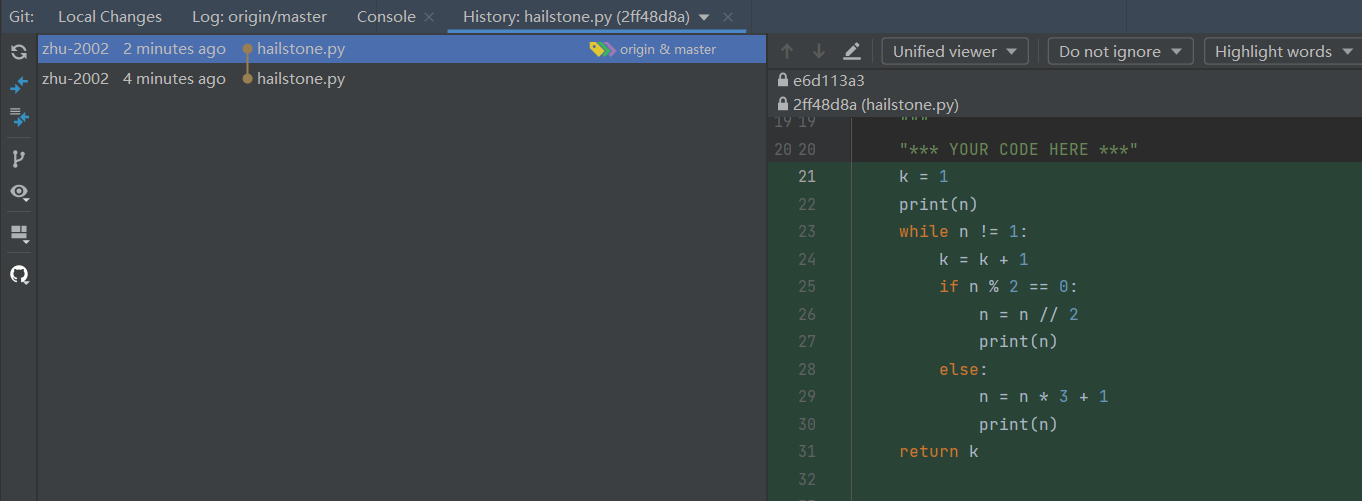 Git: Local Changes Log: origin/master Console History: hailstone.py (2ff48d8a)
zhu-2002 2 minutes ago hailstone.py origin & master
zhu-2002 4 minutes ago hailstone.py
Unified viewer Do not ignore Highlight words
e6d113a3
2ff48d8a (hailstone.py)
19 19 """
20 20 "*** YOUR CODE HERE ***"
21 k = 1
22 print(n)
23 while n != 1:
24 k = k + 1
25 if n % 2 == 0:
26 n = n // 2
27 print(n)
28 else:
29 n = n * 3 + 1
30 print(n)
31 return k
32